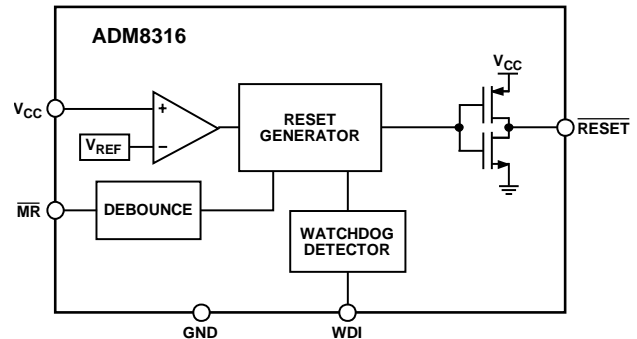 ADM8316
VCC
VCC
+
RESET
GENERATOR
RESET
VREF
−
MR
DEBOUNCE
WATCHDOG
DETECTOR
GND
WDI